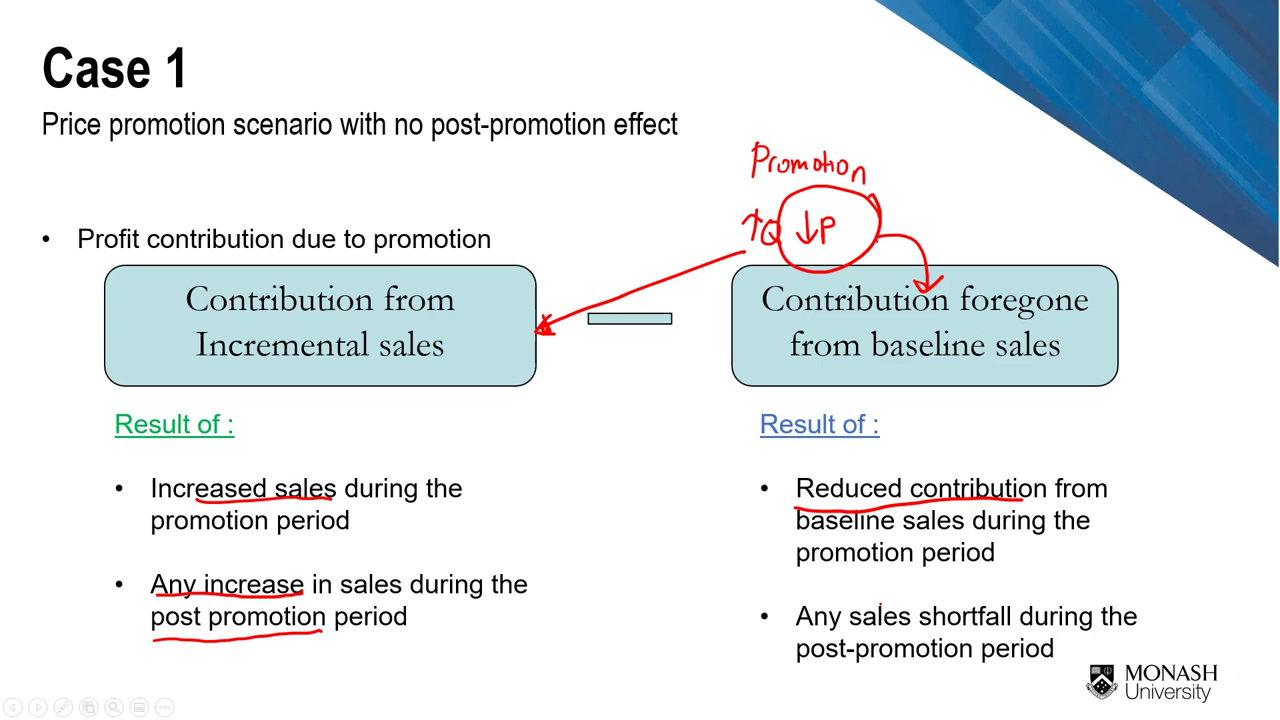 Case 1
Price promotion scenario with no post-promotion effect
Promotion
↑Q ↓P
• Profit contribution due to promotion
Contribution from
Incremental sales
Contribution foregone
from baseline sales
Result of :
• Increased sales during the
promotion period
• Any increase in sales during the
post promotion period
Result of :
• Reduced contribution from
baseline sales during the
promotion period
• Any sales shortfall during the
post-promotion period
MONASH
University